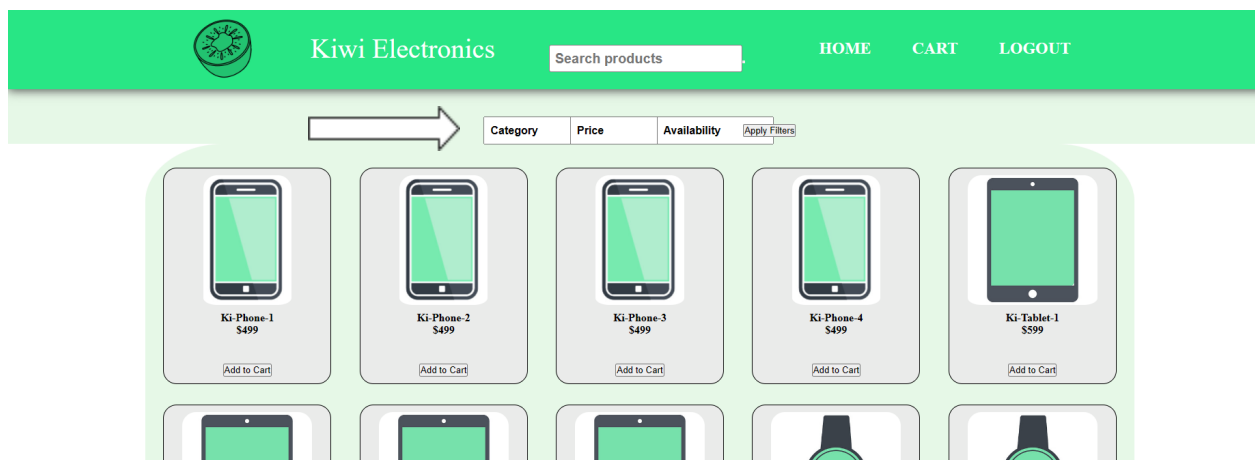 Kiwi Electronics
Search products
HOME CART LOGOUT
Category Price Availability Apply Filters
Ki-Phone-1 Ki-Phone-2 Ki-Phone-3 Ki-Phone-4 Ki-Tablet-1
$499 $499 $499 $499 $599
Add to Cart Add to Cart Add to Cart Add to Cart Add to Cart